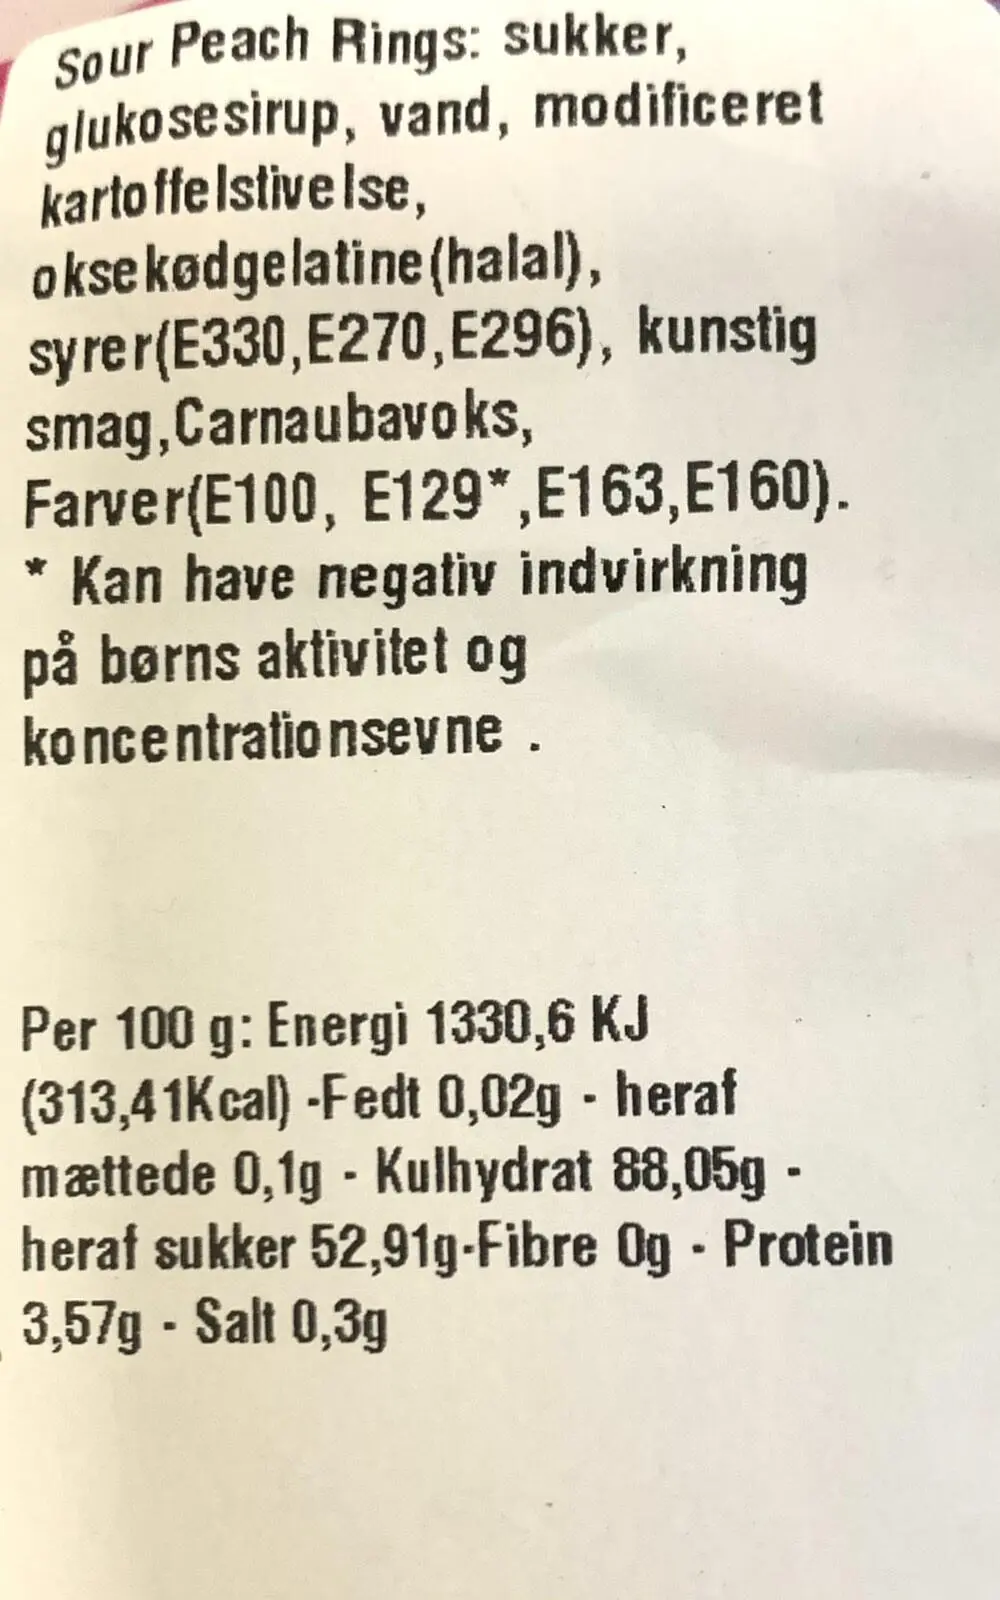 Sour Peach Rings: sukker,
glukosesirup, vand, modificeret
kartoffelstivelse,
oksekødgelatine(halal),
syrer(E330,E270,E296), kunstig
smag,Carnaubavoks,
Farver(E100, E129*,E163,E160).
* Kan have negativ indvirkning
på børns aktivitet og
koncentrationsevne .
Per 100 g: Energi 1330,6 KJ
(313,41Kcal) -Fedt 0,02g - heraf
mættede 0,1g - Kulhydrat 88,05g -
heraf sukker 52,91g-Fibre 0g - Protein
3,57g - Salt 0,3g